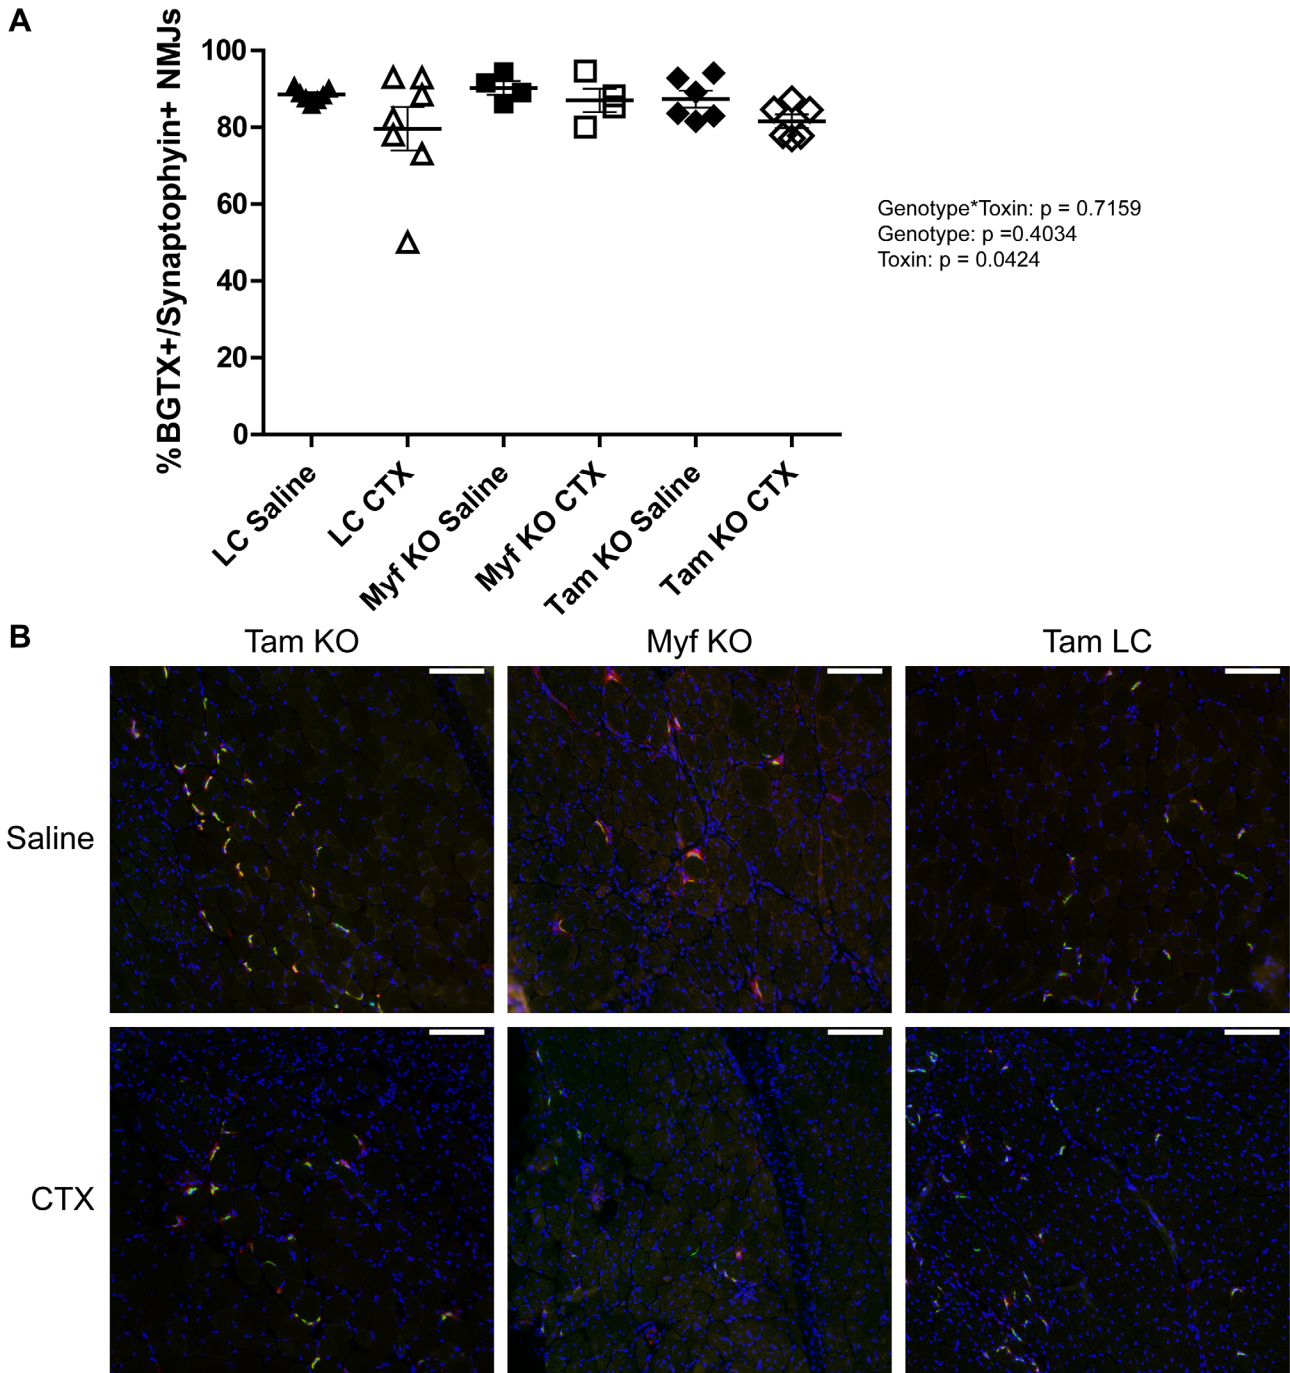 A
%BGTX+/Synaptophyin+ NMJs
100
80
60
40
20
0
LC Saline
LC CTX
Myf KO Saline
Myf KO CTX
Tam KO Saline
Tam KO CTX
Genotype*Toxin: p = 0.7159
Genotype: p =0.4034
Toxin: p = 0.0424
B
Tam KO
Myf KO
Tam LC
Saline
CTX